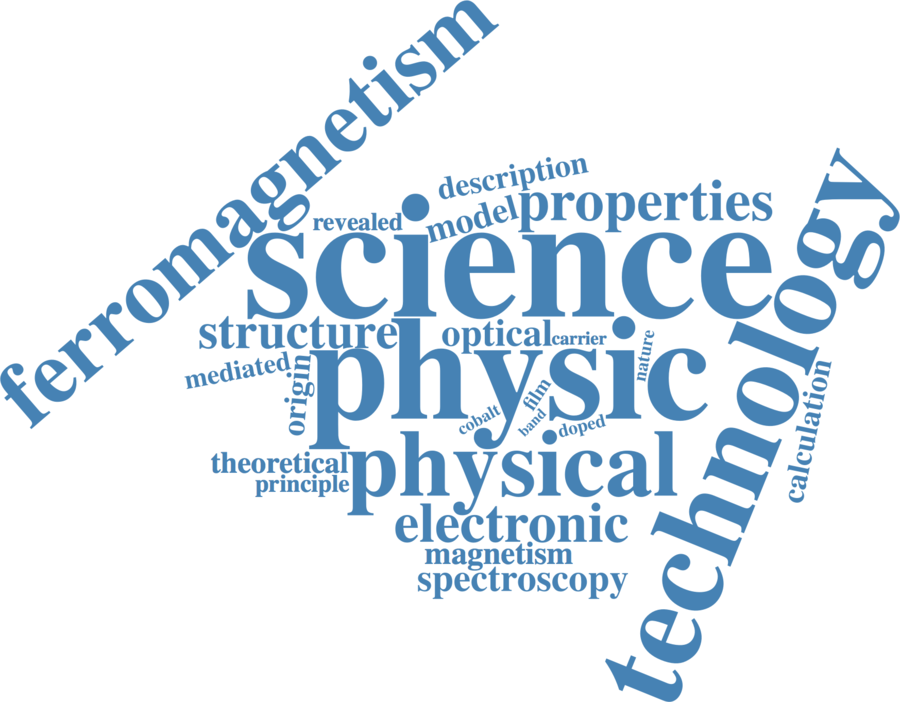 ferromagnetism
description
properties
model
revealed
science
technology
structure
optical
carrier
nature
mediated
origin
physic
film
cobalt
band
doped
calculation
theoretical
physical
principle
electronic
magnetism
spectroscopy